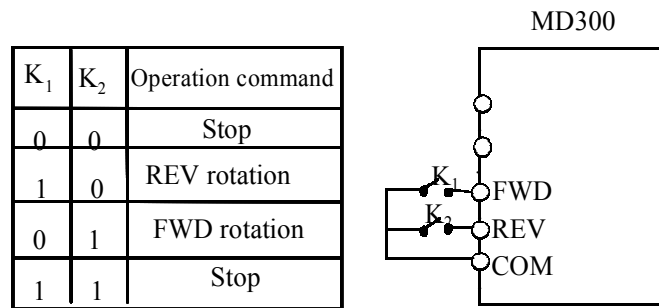 MD300
K₁ K₂ Operation command
0 0 Stop
1 0 REV rotation
0 1 FWD rotation
1 1 Stop
K₁ FWD
K₂ REV
COM